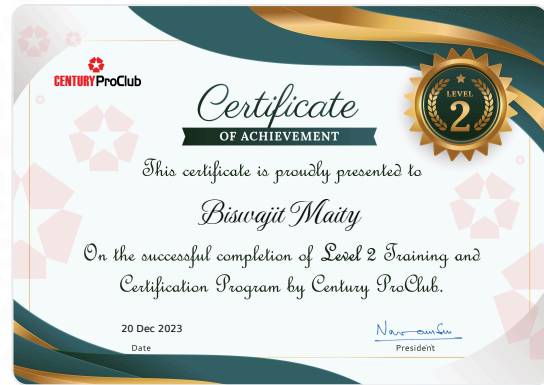 CENTURY ProClub
Certificate
OF ACHIEVEMENT
LEVEL
2
This certificate is proudly presented to
Biswajit Maity
On the successful completion of Level 2 Training and
Certification Program by Century ProClub.
20 Dec 2023
Date
President